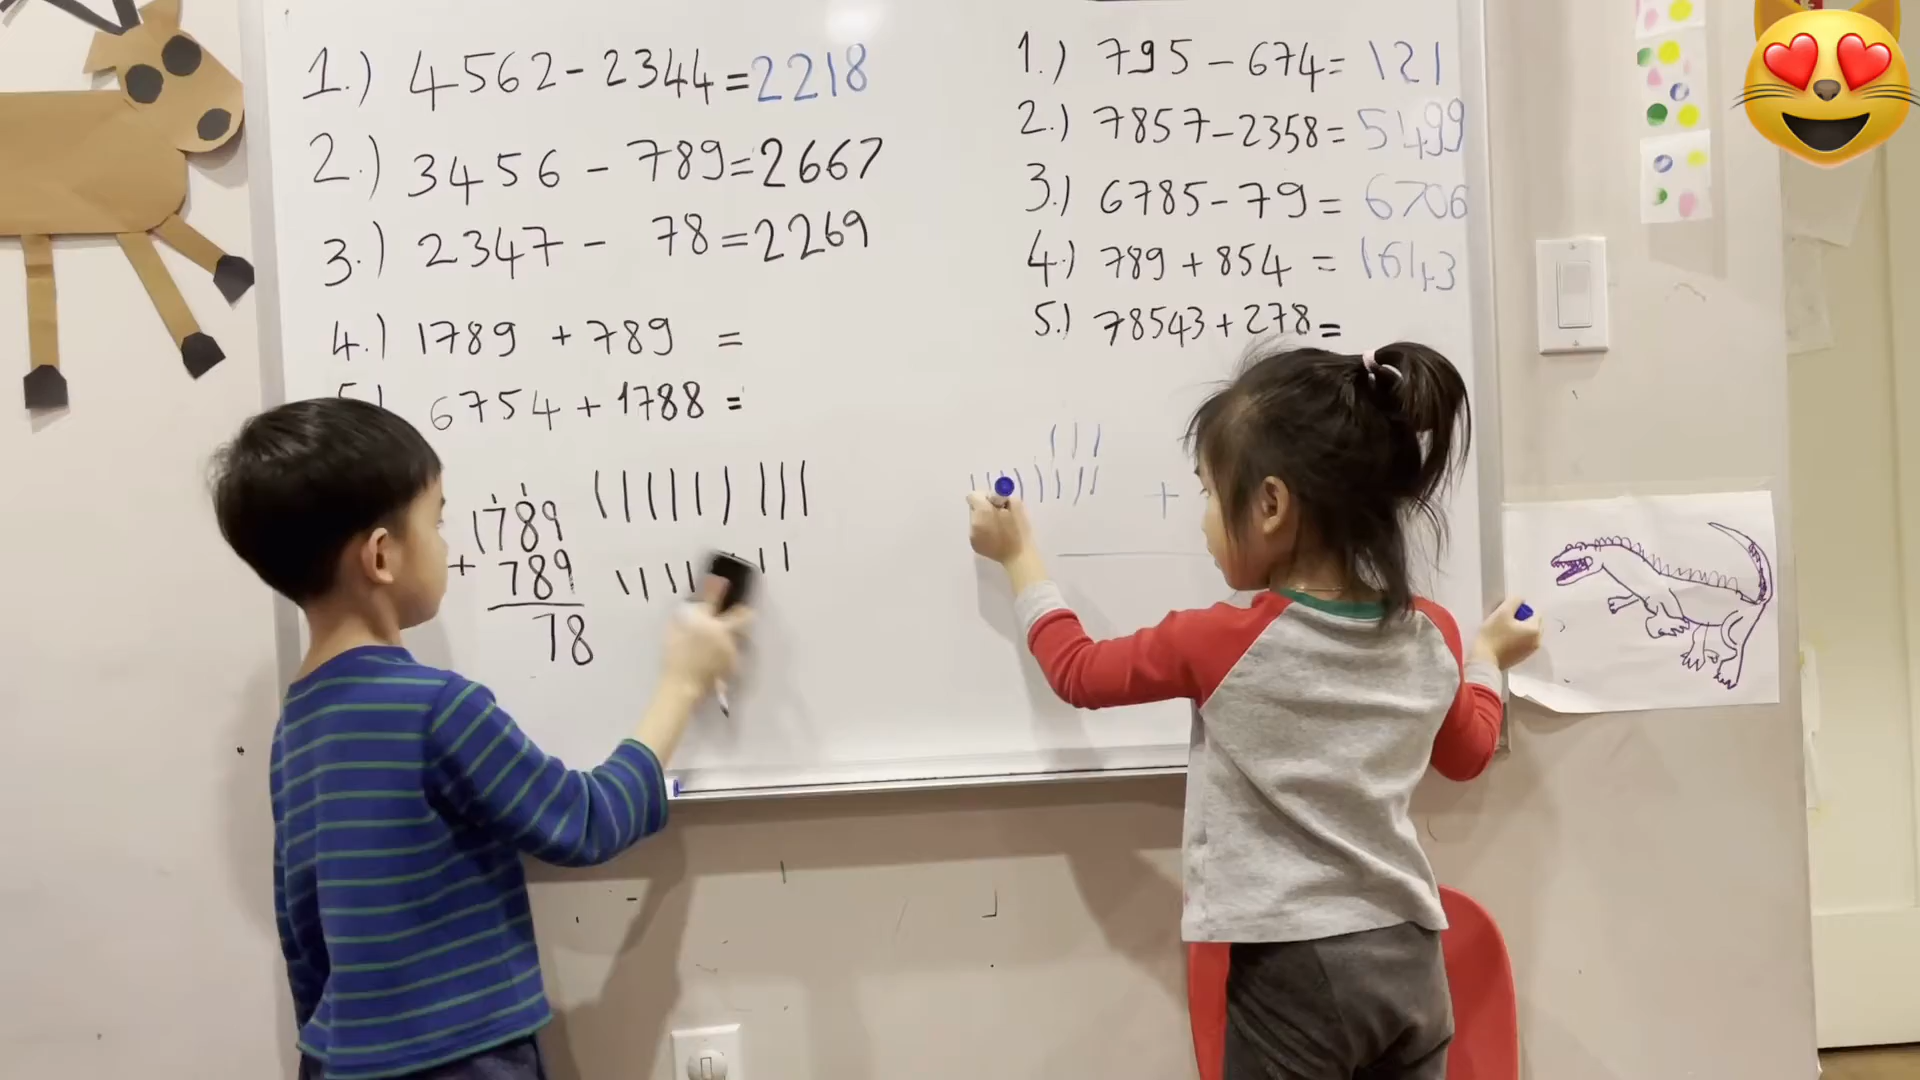 1.) 4562 - 2344 = 2218
2.) 3456 - 789 = 2667
3.) 2347 - 78 = 2269
4.) 1789 + 789 =
6754 + 1788 =
1 1
1789
+ 789
78
1.) 795 - 674 = 121
2.) 7857 - 2358 = 5499
3.) 6785 - 79 = 6706
4.) 789 + 854 = 1643
5.) 78543 + 278 =
+